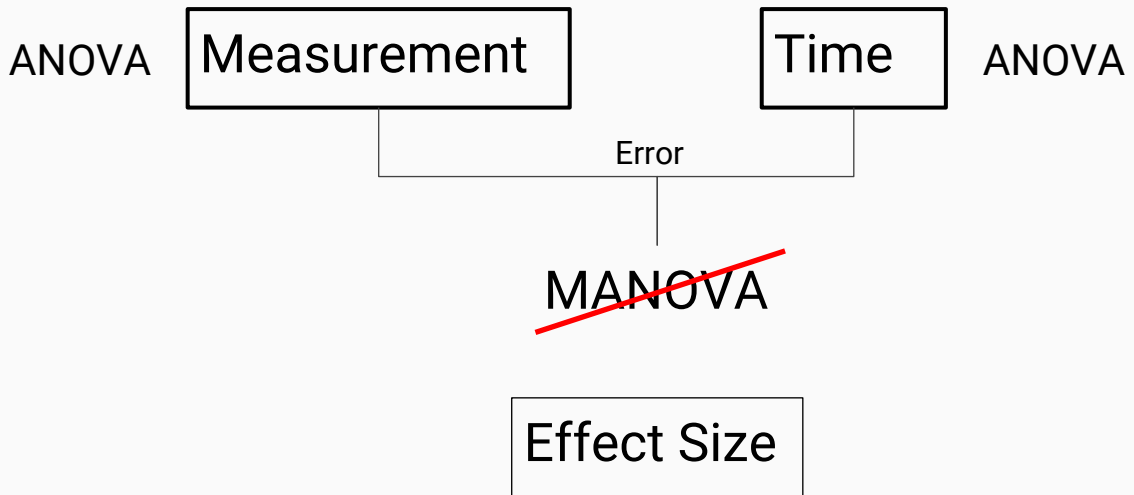 ANOVA
Measurement
Time
ANOVA
Error
MANOVA
Effect Size